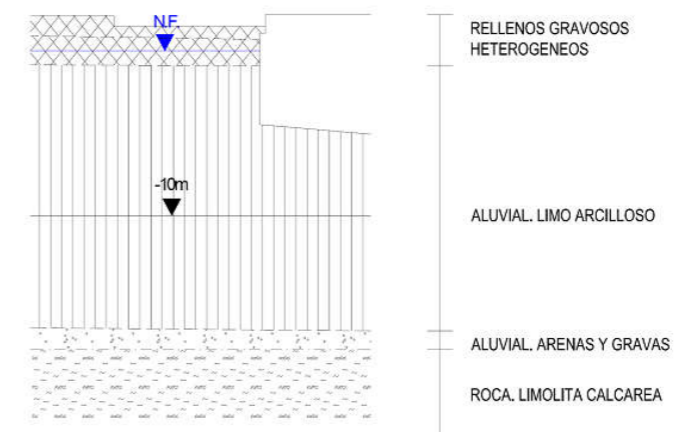 N.F.
RELLENOS GRAVOSOS
HETEROGENEOS
-10m
ALUVIAL. LIMO ARCILLOSO
ALUVIAL. ARENAS Y GRAVAS
ROCA. LIMOLITA CALCAREA